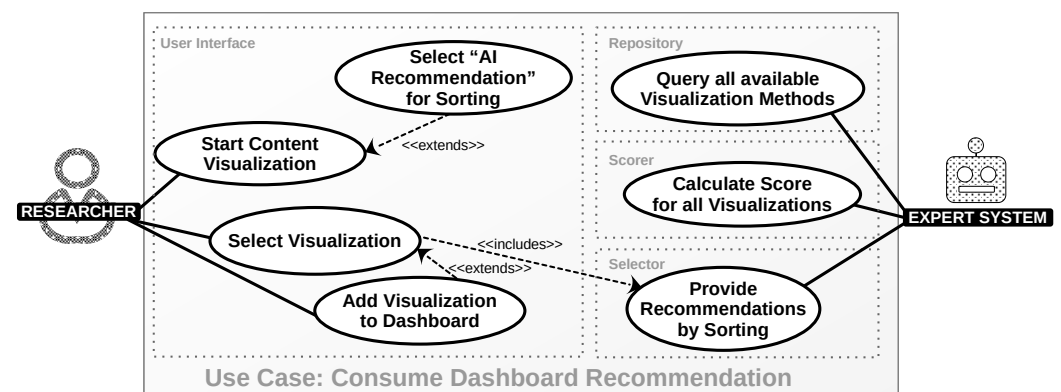 User Interface
Select “AI
Recommendation”
for Sorting
<<extends>>
Start Content
Visualization
RESEARCHER
Select Visualization
<<includes>>
<<extends>>
Add Visualization
to Dashboard
Repository
Query all available
Visualization Methods
Scorer
Calculate Score
for all Visualizations
EXPERT SYSTEM
Selector
Provide
Recommendations
by Sorting
Use Case: Consume Dashboard Recommendation